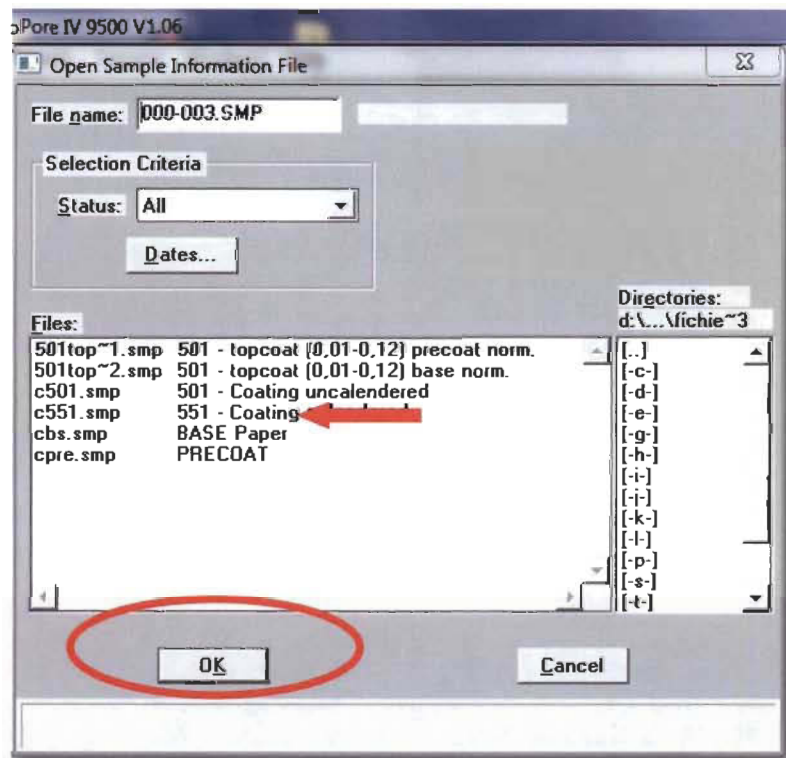 Pore IV 9500 V1.06
Open Sample Information File
File name: 000-003.SMP
Selection Criteria
Status: All
Dates...
Files:
Directories:
d:\...\fichie~3
501top~1.smp 501 - topcoat (0,01-0,12) precoat norm.
501top~2.smp 501 - topcoat (0,01-0,12) base norm.
c501.smp 501 - Coating uncalendered
c551.smp 551 - Coating
cbs.smp BASE Paper
cpre.smp PRECOAT
[..]
[-c-]
[-d-]
[-e-]
[-g-]
[-h-]
[-i-]
[-j-]
[-k-]
[-l-]
[-p-]
[-s-]
[-t-]
OK
Cancel